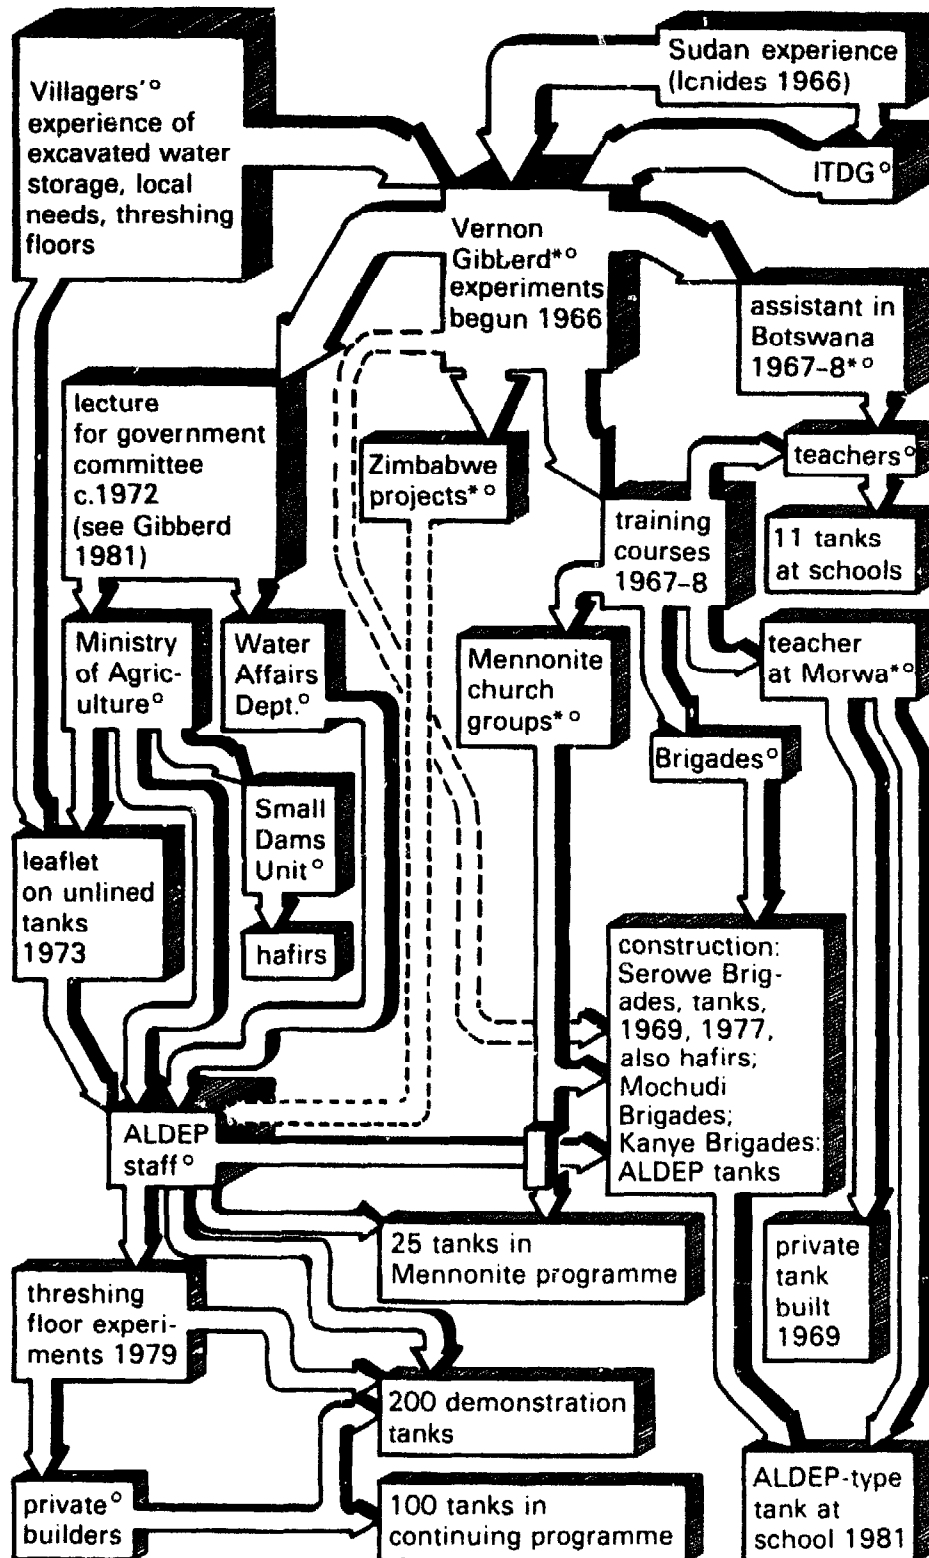 Villagers'°
experience of
excavated water
storage, local
needs, threshing
floors
Sudan experience
(Icnides 1966)
ITDG°
Vernon
Gibberd*°
experiments
begun 1966
assistant in
Botswana
1967-8*°
lecture
for government
committee
c.1972
(see Gibberd
1981)
Zimbabwe
projects*°
teachers°
training
courses
1967-8
11 tanks
at schools
Ministry
of Agric-
ulture°
Water
Affairs
Dept.°
Mennonite
church
groups*°
teacher
at Morwa*°
Brigades°
Small
Dams
Unit°
leaflet
on unlined
tanks
1973
hafirs
construction:
Serowe Brig-
ades, tanks,
1969, 1977,
also hafirs;
Mochudi
Brigades;
Kanye Brigades:
ALDEP tanks
ALDEP
staff°
25 tanks in
Mennonite programme
private
tank
built
1969
threshing
floor experi-
ments 1979
200 demonstration
tanks
private°
builders
100 tanks in
continuing programme
ALDEP-type
tank at
school 1981